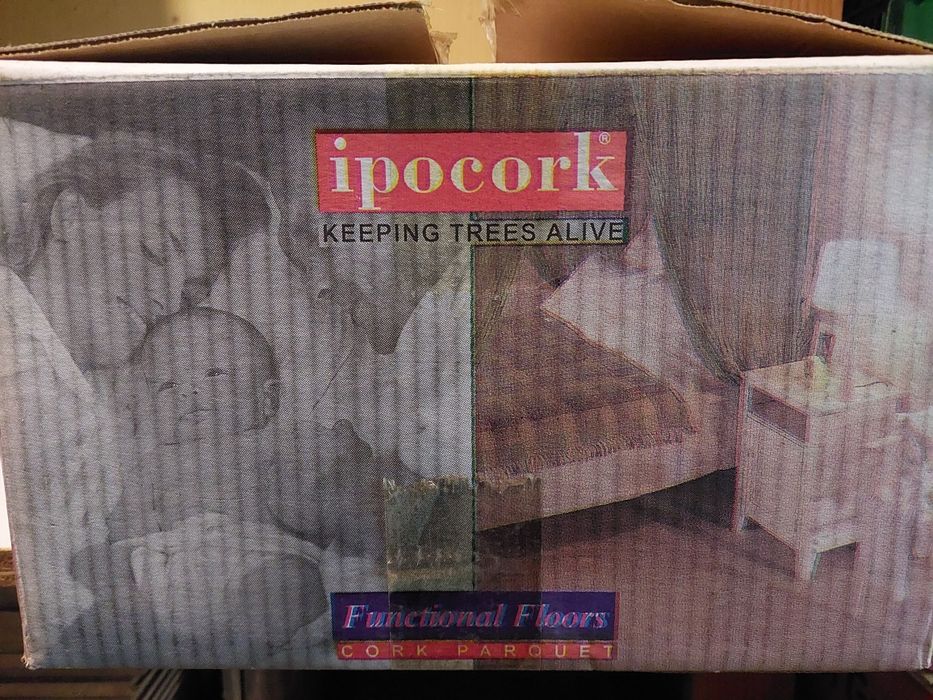 ipocork®
KEEPING TREES ALIVE
Functional Floors
CORK PARQUET